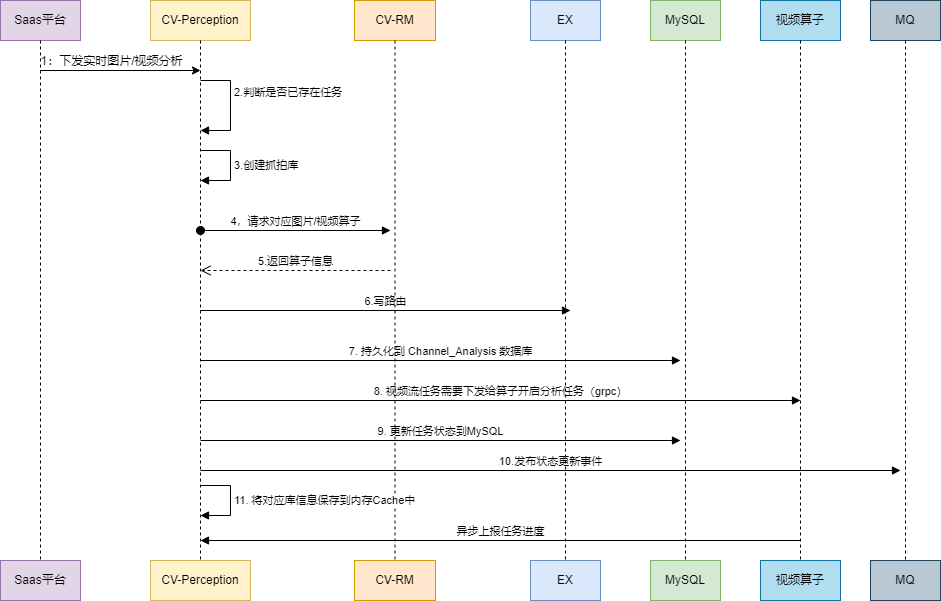 Saas平台
CV-Perception
CV-RM
EX
MySQL
视频算子
MQ
1：下发实时图片/视频分析
2.判断是否已存在任务
3.创建抓拍库
4，请求对应图片/视频算子
5.返回算子信息
6.写路由
7. 持久化到 Channel_Analysis 数据库
8. 视频流任务需要下发给算子开启分析任务（grpc）
9. 更新任务状态到MySQL
10.发布状态更新事件
11. 将对应库信息保存到内存Cache中
异步上报任务进度
Saas平台
CV-Perception
CV-RM
EX
MySQL
视频算子
MQ